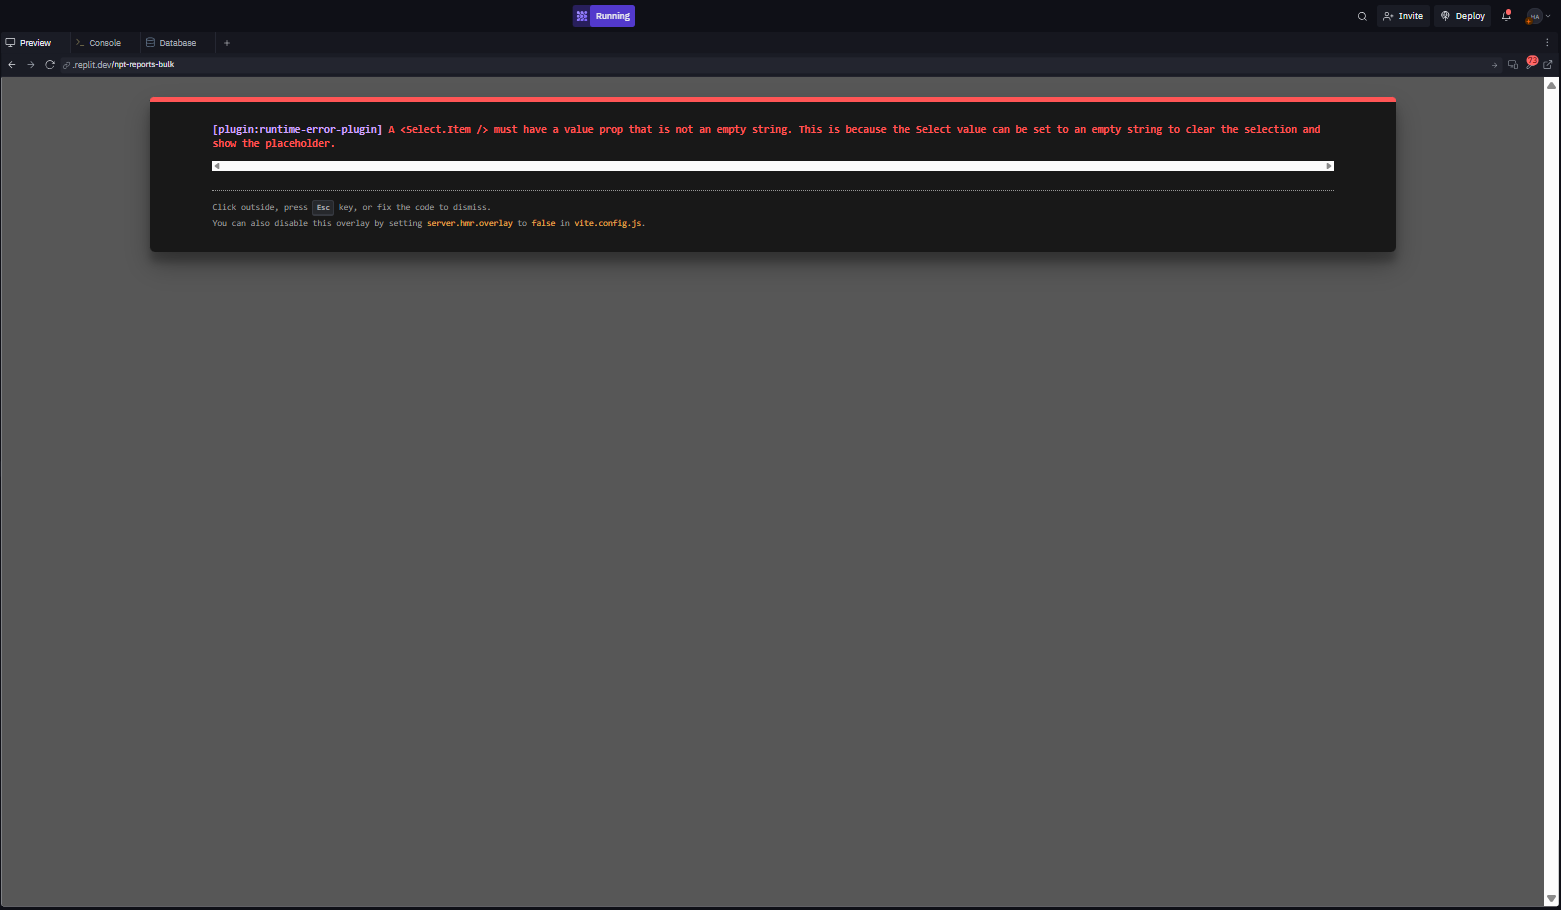 Running
Invite
Deploy
HA
Preview
Console
Database
.replit.dev/npt-reports-bulk
73
[plugin:runtime-error-plugin] A <Select.Item /> must have a value prop that is not an empty string. This is because the Select value can be set to an empty string to clear the selection and
show the placeholder.
Click outside, press Esc key, or fix the code to dismiss.
You can also disable this overlay by setting server.hmr.overlay to false in vite.config.js.